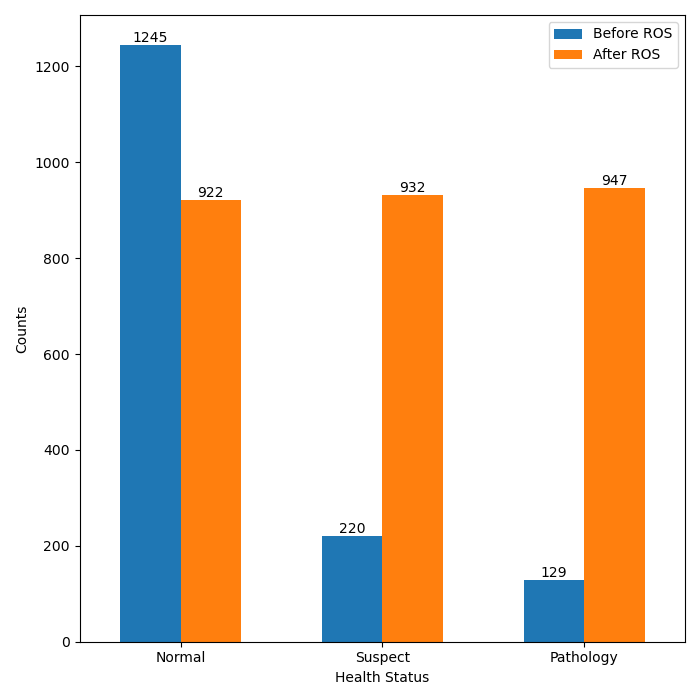 Before ROS
After ROS
1245
922
932
947
220
129
1200
1000
800
600
400
200
0
Counts
Normal
Suspect
Pathology
Health Status